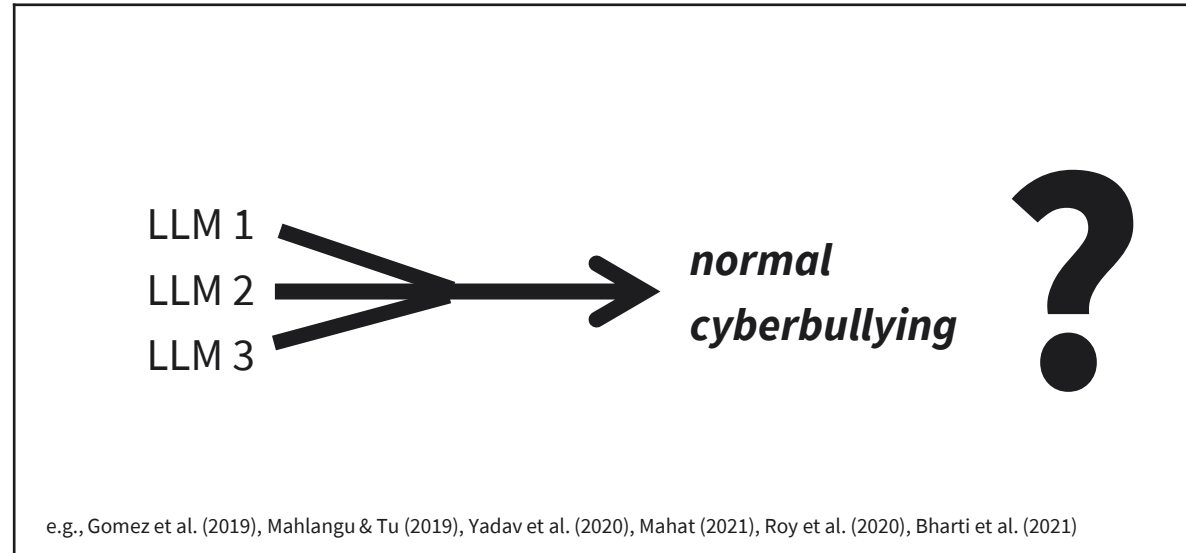 LLM 1
LLM 2
LLM 3
normal
cyberbullying
?
e.g., Gomez et al. (2019), Mahlangu & Tu (2019), Yadav et al. (2020), Mahat (2021), Roy et al. (2020), Bharti et al. (2021)